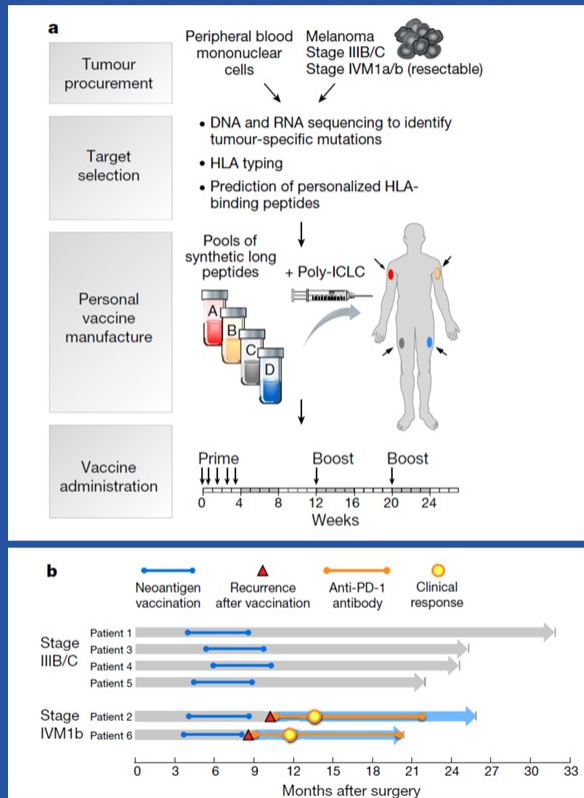 a
Tumour
procurement
Peripheral blood
mononuclear
cells
Melanoma
Stage IIIB/C
Stage IVM1a/b (resectable)
Target
selection
• DNA and RNA sequencing to identify
tumour-specific mutations
• HLA typing
• Prediction of personalized HLA-
binding peptides
Personal
vaccine
manufacture
Pools of
synthetic long
peptides
+ Poly-ICLC
A
B
C
D
Vaccine
administration
Prime
Boost
Boost
0 4 8 12 16 20 24
Weeks
b
Neoantigen
vaccination
Recurrence
after vaccination
Anti-PD-1
antibody
Clinical
response
Stage
IIIB/C
Patient 1
Patient 3
Patient 4
Patient 5
Stage
IVM1b
Patient 2
Patient 6
0 3 6 9 12 15 18 21 24 27 30 33
Months after surgery